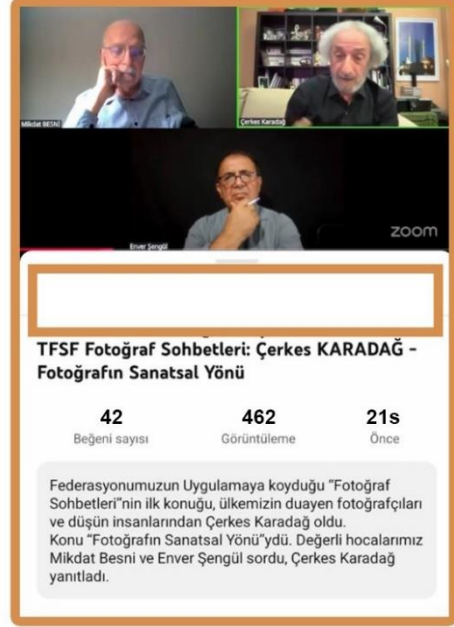 Mikdat BESNİ
Çerkes Karadağ
Enver Şengül
zoom
TFSF Fotoğraf Sohbetleri: Çerkes KARADAĞ -
Fotoğrafın Sanatsal Yönü
42 462 21s
Beğeni sayısı Görüntüleme Önce
Federasyonumuzun Uygulamaya koyduğu "Fotoğraf
Sohbetleri"nin ilk konuğu, ülkemizin duayen fotoğrafçıları
ve düşün insanlarından Çerkes Karadağ oldu.
Konu "Fotoğrafın Sanatsal Yönü"ydü. Değerli hocalarımız
Mikdat Besni ve Enver Şengül sordu, Çerkes Karadağ
yanıtladı.